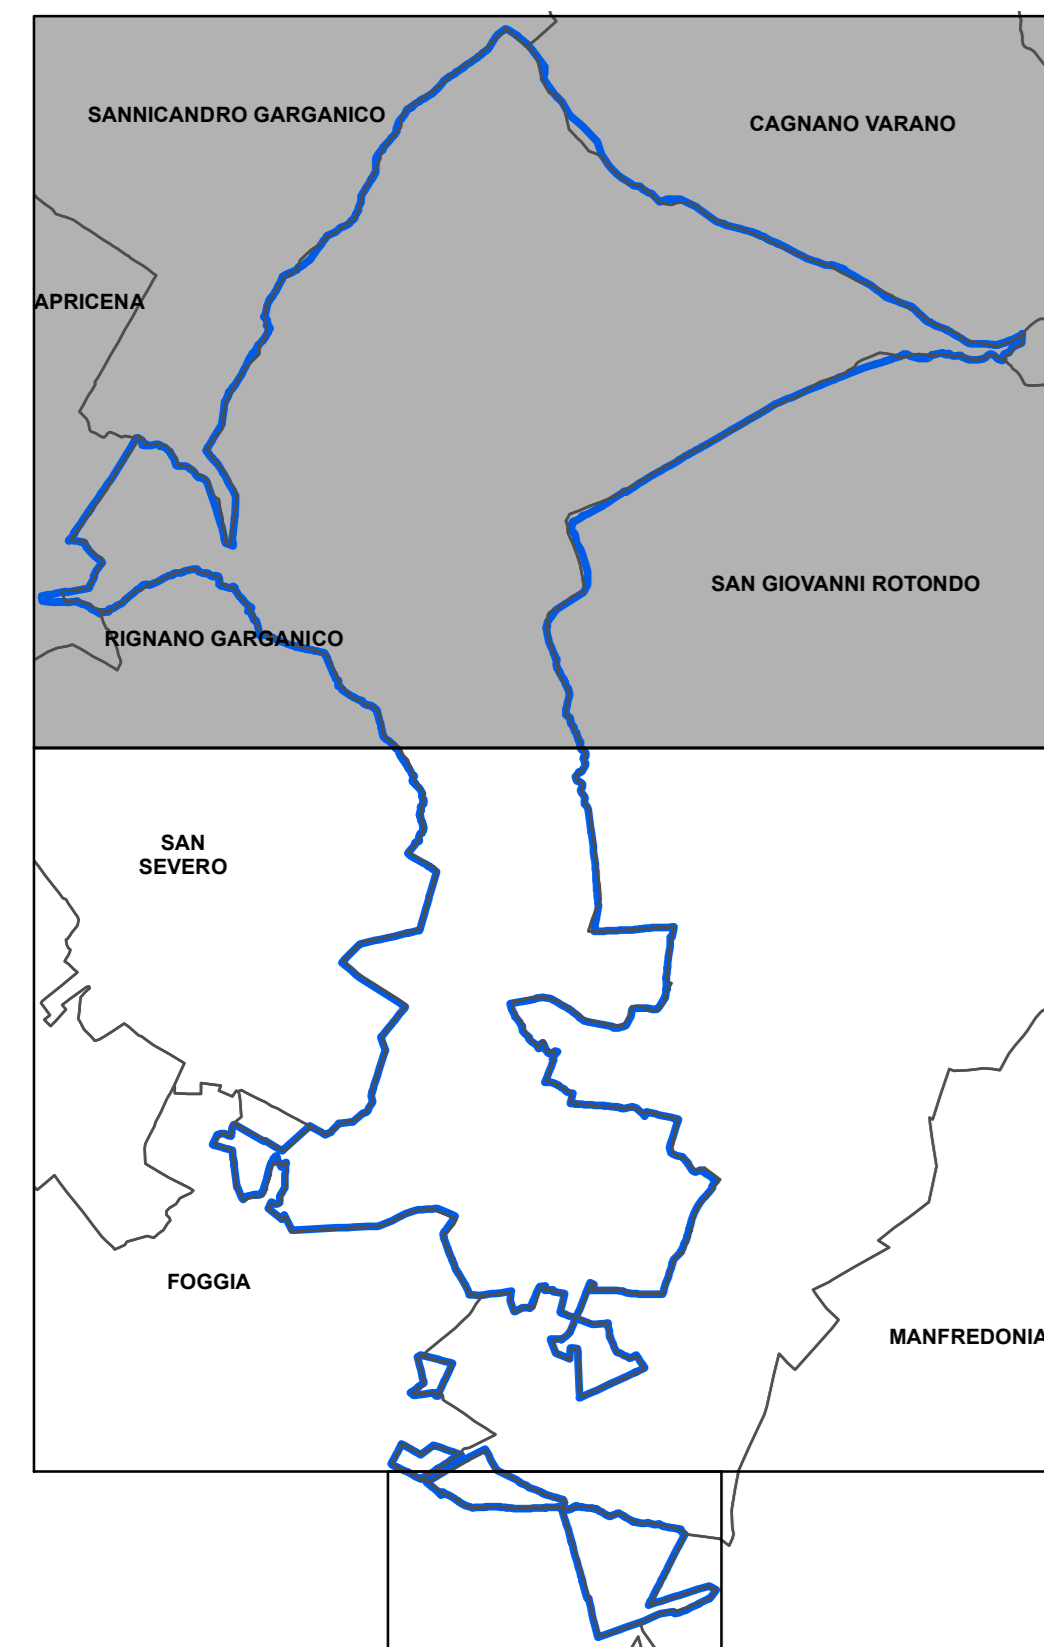 SANNICANDRO GARGANICO
CAGNANO VARANO
APRICENA
SAN GIOVANNI ROTONDO
RIGNANO GARGANICO
SAN
SEVERO
FOGGIA
MANFREDONIA